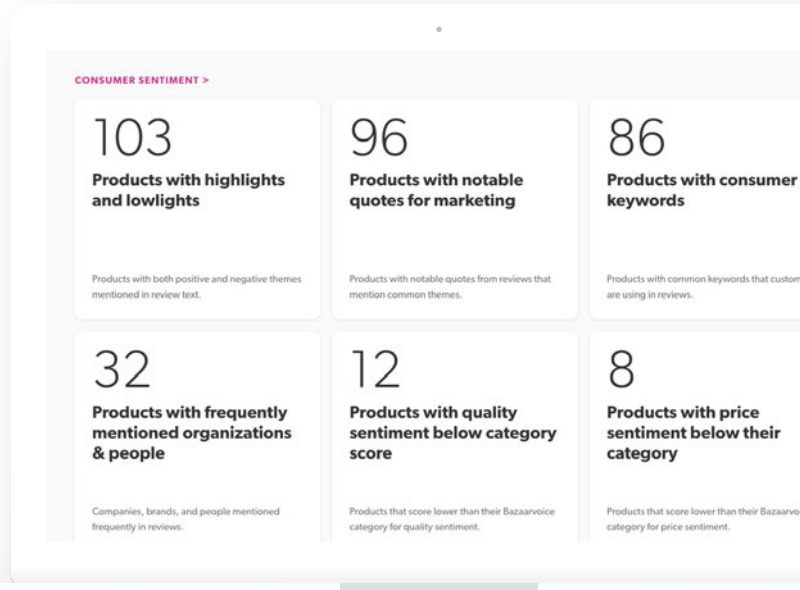 CONSUMER SENTIMENT >
103
Products with highlights
and lowlights
Products with both positive and negative themes
mentioned in review text.
96
Products with notable
quotes for marketing
Products with notable quotes from reviews that
mention common themes.
86
Products with consumer
keywords
Products with common keywords that custom
are using in reviews.
32
Products with frequently
mentioned organizations
& people
Companies, brands, and people mentioned
frequently in reviews.
12
Products with quality
sentiment below category
score
Products that score lower than their Bazaarvoice
category for quality sentiment.
8
Products with price
sentiment below their
category
Products that score lower than their Bazaarvo
category for price sentiment.